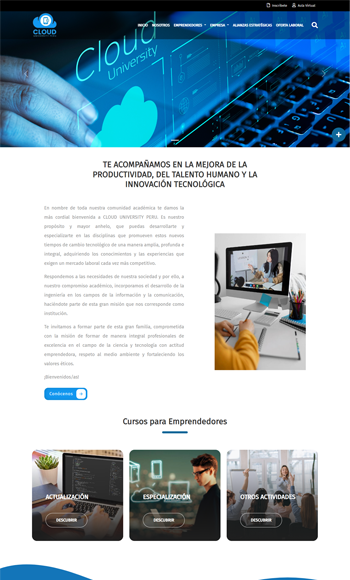 Inscríbete Aula Virtual
CLOUD
INICIO NOSOTROS EMPRENDEDORES EMPRESA ALIANZAS ESTRATÉGICAS OFERTA LABORAL
Cloud
University
TE ACOMPAÑAMOS EN LA MEJORA DE LA
PRODUCTIVIDAD, DEL TALENTO HUMANO Y LA
INNOVACIÓN TECNOLÓGICA
En nombre de toda nuestra comunidad académica te damos la
más cordial bienvenida a CLOUD UNIVERSITY PERU. Es nuestro
propósito y mayor anhelo, que puedas desarrollarte y
especializarte en las disciplinas que promueven estos nuevos
tiempos de cambio tecnológico de una manera amplia, profunda e
integral, adquiriendo los conocimientos y las experiencias que
exigen un mercado laboral cada vez más competitivo.
Respondemos a las necesidades de nuestra sociedad y por ello, a
nuestro compromiso académico, incorporamos el desarrollo de la
ingeniería en los campos de la información y la comunicación,
haciéndote parte de esta gran misión que nos corresponde como
institución.
Te invitamos a formar parte de esta gran familia, comprometida
con la misión de formar de manera integral profesionales de
excelencia en el campo de la ciencia y tecnología con actitud
emprendedora, respeto al medio ambiente y fortaleciendo los
valores éticos.
¡Bienvenidos/as!
Conócenos
Cursos para Emprendedores
ACTUALIZACIÓN ESPECIALIZACIÓN OTROS ACTIVIDADES
DESCUBRIR DESCUBRIR DESCUBRIR